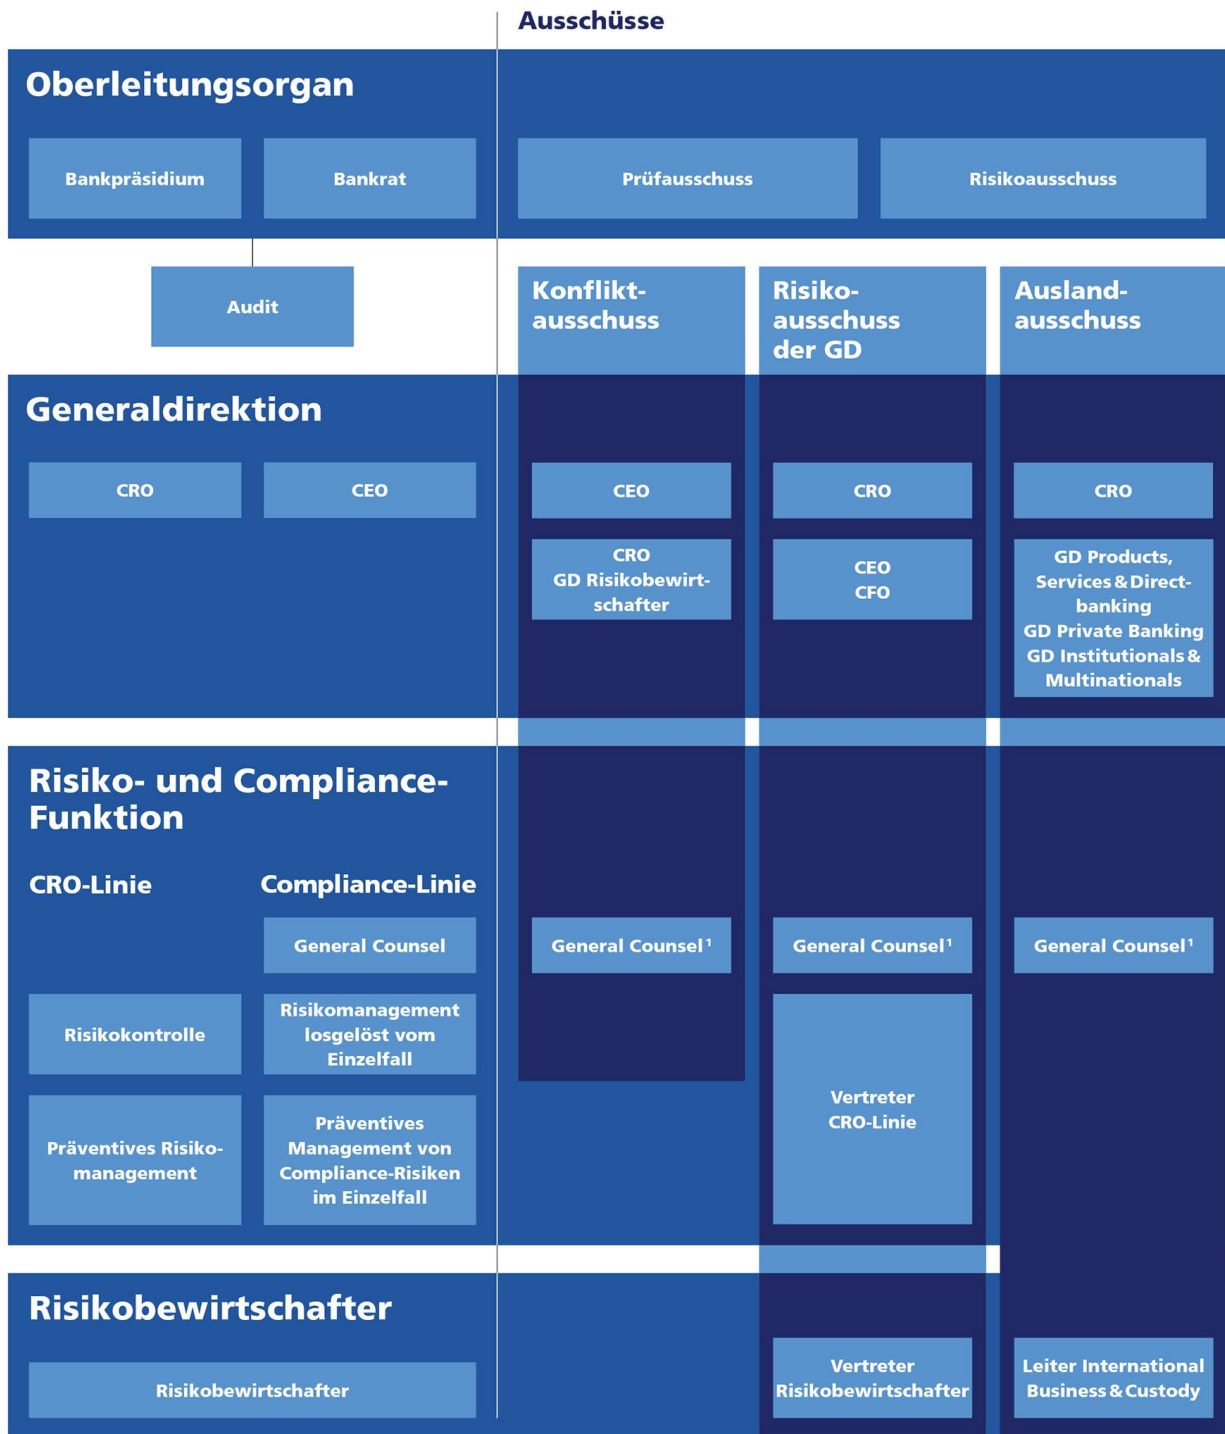 Ausschüsse
Oberleitungsorgan
Bankpräsidium
Bankrat
Prüfausschuss
Risikoausschuss
Audit
Konflikt-
ausschuss
Risiko-
ausschuss
der GD
Ausland-
ausschuss
Generaldirektion
CRO
CEO
CEO
CRO
CRO
CRO
GD Risikobewirt-
schafter
CEO
CFO
GD Products,
Services & Direct-
banking
GD Private Banking
GD Institutionals &
Multinationals
Risiko- und Compliance-
Funktion
CRO-Linie
Compliance-Linie
General Counsel
General Counsel¹
General Counsel¹
General Counsel¹
Risikokontrolle
Risikomanagement
losgelöst vom
Einzelfall
Vertreter
CRO-Linie
Präventives Risiko-
management
Präventives
Management von
Compliance-Risiken
im Einzelfall
Risikobewirtschafter
Risikobewirtschafter
Vertreter
Risikobewirtschafter
Leiter International
Business & Custody